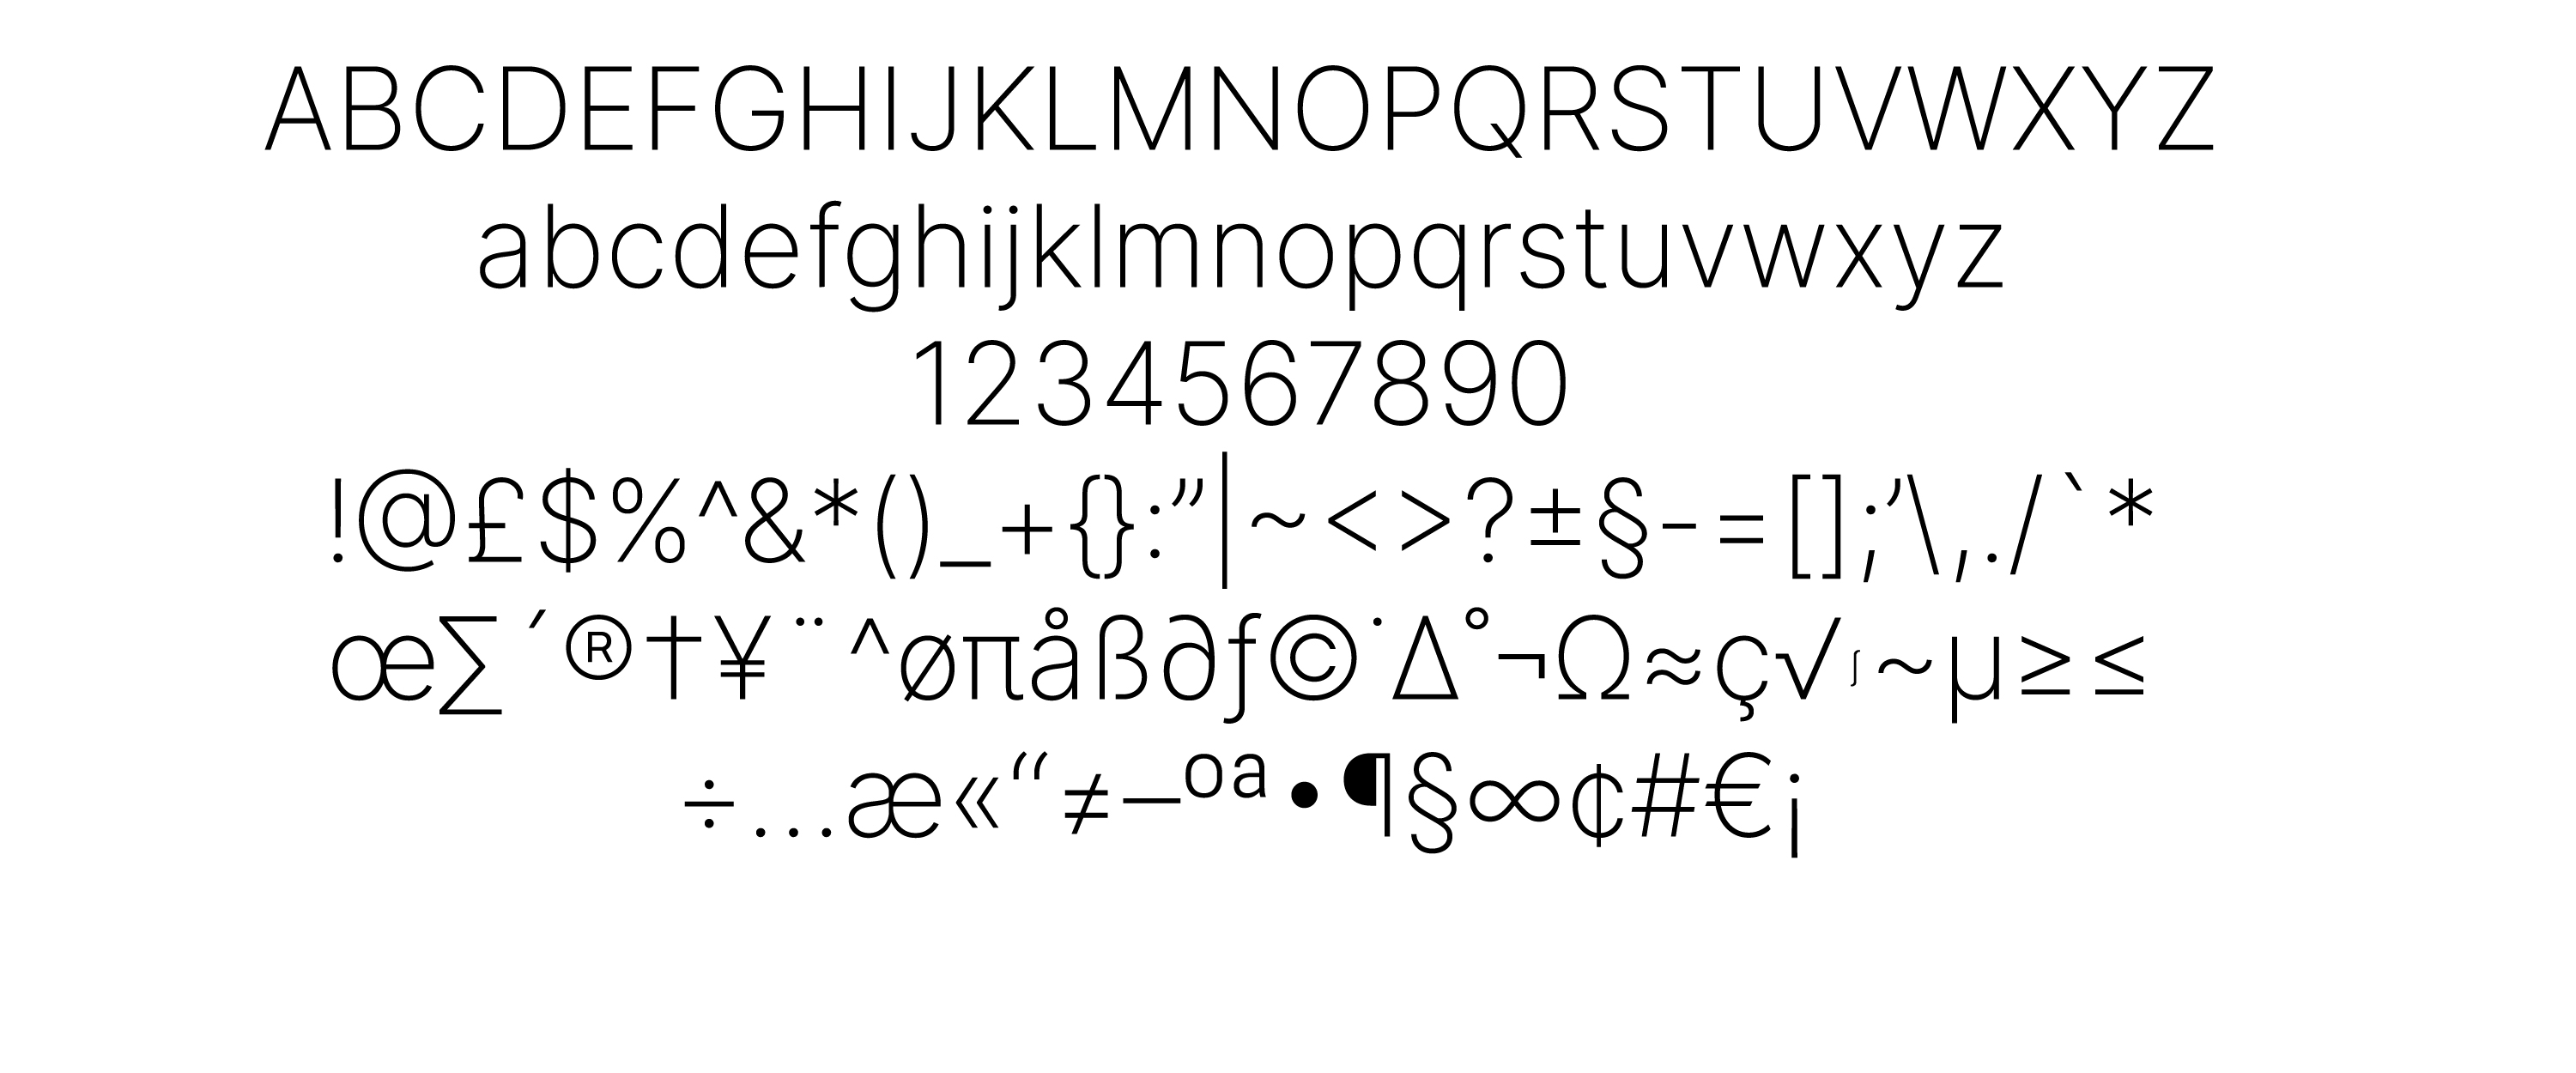 ABCDEFGHIJKLMNOPQRSTUVWXYZ
abcdefghijklmnopqrstuvwxyz
1234567890
!@£$%^&*()_+{}:”|~<>?±§-=[];’\,./`*
œ∑´®†¥¨^øπåß∂ƒ©˙∆˚¬Ω≈ç√∫~µ≥≤
÷…æ«“≠–ºª•¶§∞¢#€¡